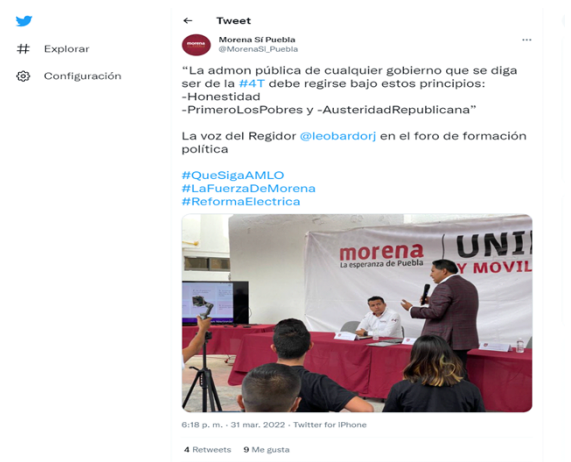 Tweet
Explorar
Configuración
morena
Morena Sí Puebla
@MorenaSi_Puebla
“La admon pública de cualquier gobierno que se diga
ser de la #4T debe regirse bajo estos principios:
-Honestidad
-PrimeroLosPobres y -AusteridadRepublicana”
La voz del Regidor @leobardorj en el foro de formación
política
#QueSigaAMLO
#LaFuerzaDeMorena
#ReformaElectrica
morena
La esperanza de Puebla
UNI
Y MOVIL
6:18 p. m. · 31 mar. 2022 · Twitter for iPhone
4 Retweets 9 Me gusta